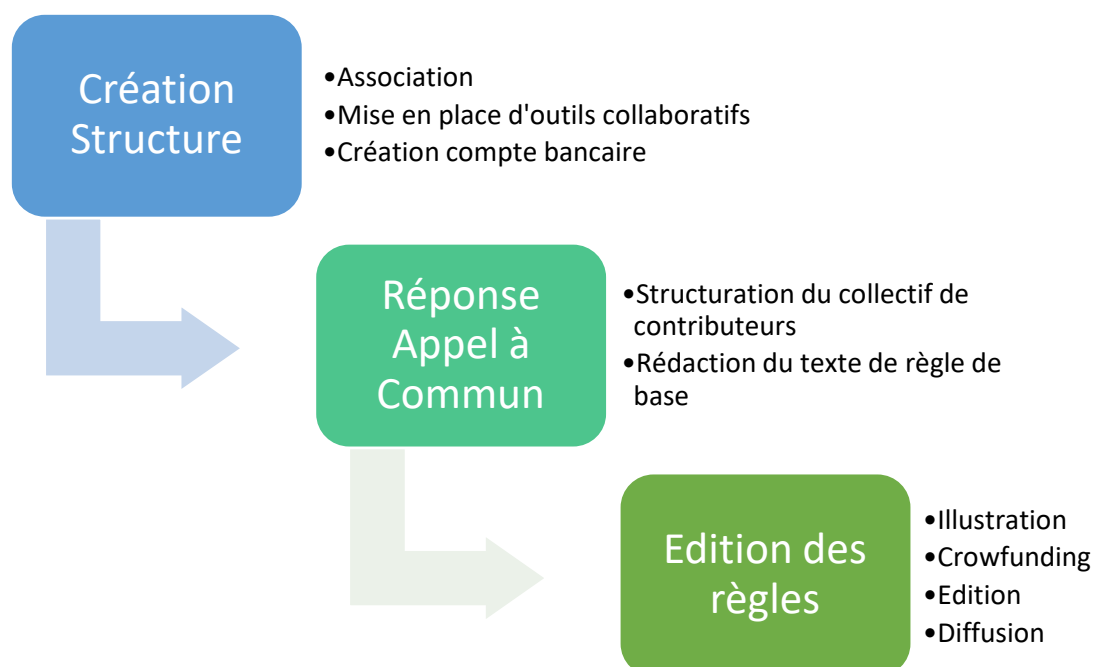 Création
Structure
•Association
•Mise en place d'outils collaboratifs
•Création compte bancaire
Réponse
Appel à
Commun
•Structuration du collectif de
contributeurs
•Rédaction du texte de règle de
base
Edition des
règles
•Illustration
•Crowfunding
•Edition
•Diffusion